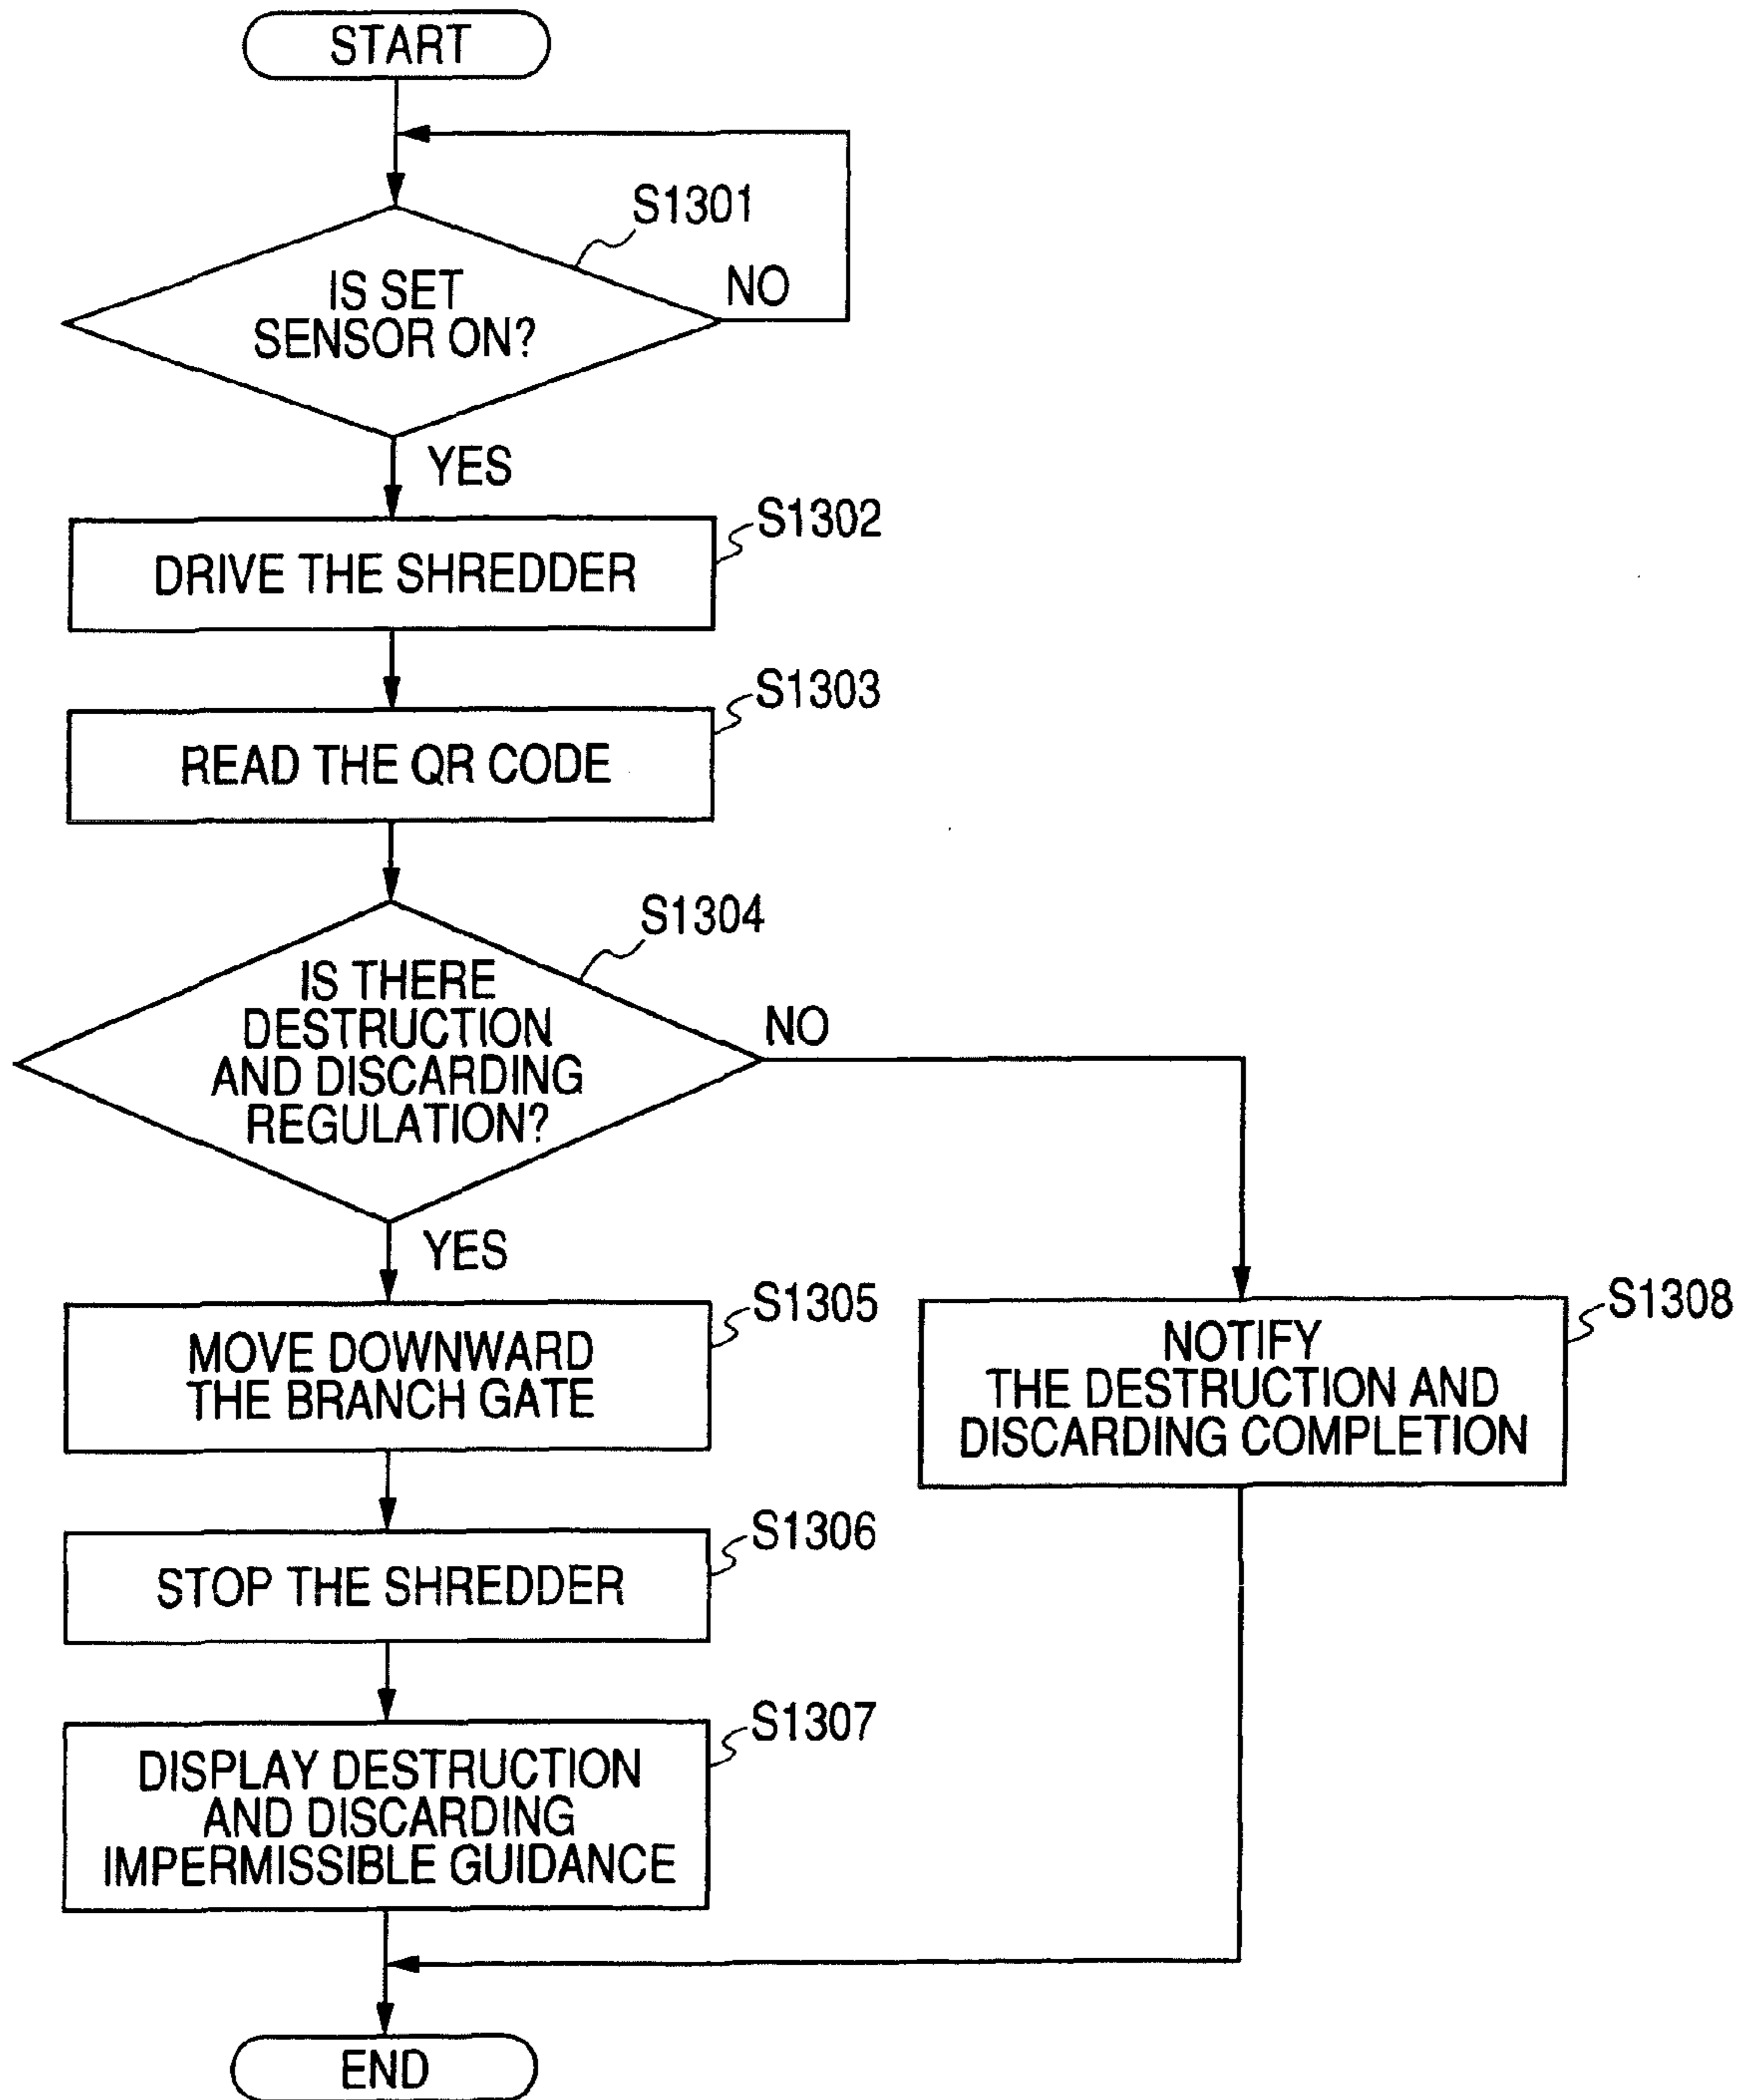 START
S1301
IS SET
SENSOR ON?
NO
YES
S1302
DRIVE THE SHREDDER
S1303
READ THE QR CODE
S1304
IS THERE
DESTRUCTION
AND DISCARDING
REGULATION?
NO
YES
S1305
MOVE DOWNWARD
THE BRANCH GATE
S1308
NOTIFY
THE DESTRUCTION AND
DISCARDING COMPLETION
S1306
STOP THE SHREDDER
S1307
DISPLAY DESTRUCTION
AND DISCARDING
IMPERMISSIBLE GUIDANCE
END